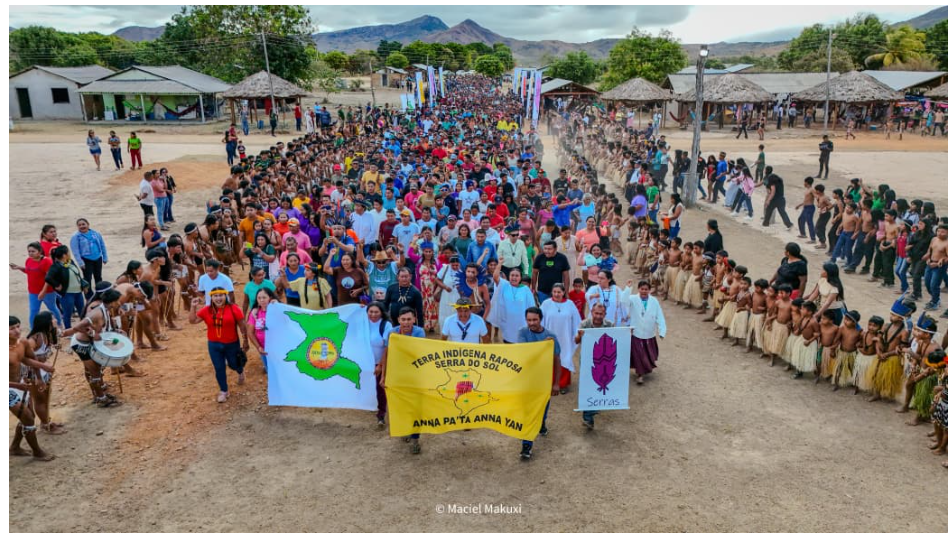 TERRA INDÍGENA RAPOSA
SERRA DO SOL
ANNA PA'TA ANNA YAN
Serras
© Maciel Makuxi